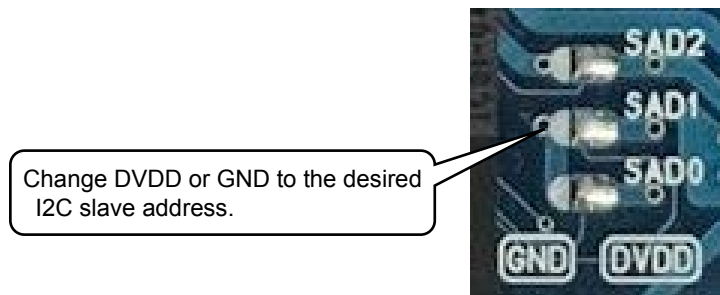 SAD2
SAD1
SAD0
Change DVDD or GND to the desired
I2C slave address.
GND DVDD